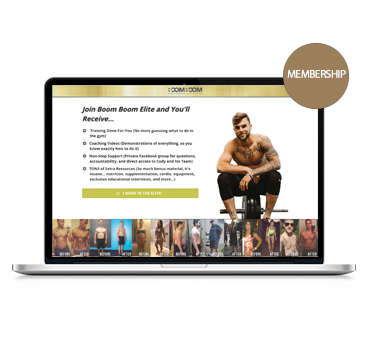 MEMBERSHIP
BOOM BOOM
Join Boom Boom Elite and You'll
Receive...
Training Done-For-You (No more guessing what to do in
the gym)
Coaching Videos (Demonstrations of everything, so you
know exactly how to do it)
Non-Stop Support (Private Facebook group for questions,
accountability, and direct access to Cody and his Team)
TONS of Extra Resources (So much bonus material, it's
insane... nutrition, supplementation, cardio, equipment,
exclusive educational interviews, and more...)
I WANT IN THE ELITE!
BEFORE AFTER BEFORE AFTER BEFORE AFTER BEFORE AFTER BEFORE AFTER